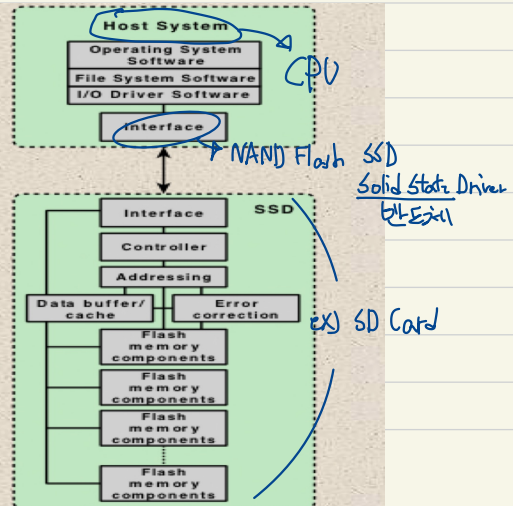 Host System
Operating System
Software
File System Software
I/O Driver Software
CPU
Interface
NAND Flash SSD
Solid State Driver
반도체
Interface
SSD
Controller
Addressing
Data buffer/
cache
Error
correction
ex) SD Card
Flash
memory
components
Flash
memory
components
Flash
memory
components
Flash
memory
components